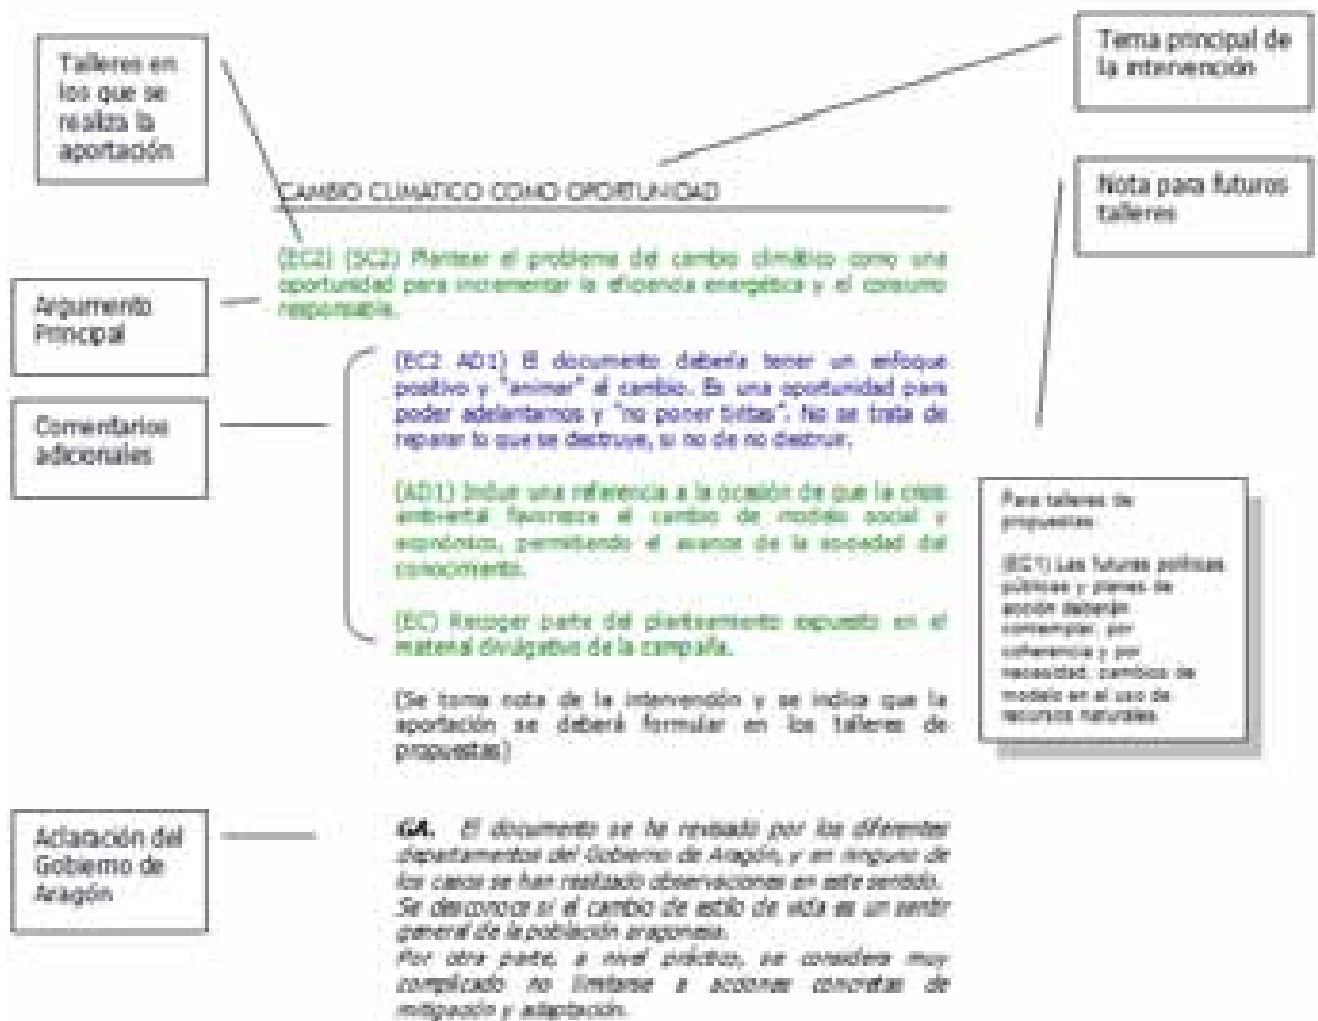 Talleres en
los que se
realiza la
aportación
Tema principal de
la intervención
Nota para futuros
talleres
CAMBIO CLIMÁTICO COMO OPORTUNIDAD
(EC2) (SC2) Plantear el problema del cambio climático como una
oportunidad para incrementar la eficiencia energética y el consumo
responsable.
Argumento
Principal
Comentarios
adicionales
(EC2 AD1) El documento debería tener un enfoque
positivo y "animar" al cambio. Es una oportunidad para
poder adelantarnos y "no poner tiritas". No se trata de
reparar lo que se destruye, si no de no destruir.
(AD1) Incluir una referencia a la ocasión de que la crisis
ambiental favorezca el cambio de modelo social y
económico, permitiendo el avance de la sociedad del
conocimiento.
(EC) Recoger parte del planteamiento expuesto en el
material divulgativo de la campaña.
(Se toma nota de la intervención y se indica que la
aportación se deberá formular en los talleres de
propuestas)
Para talleres de
propuestas:
(EC1) Las futuras políticas
públicas y planes de
acción deberán
contemplar, por
coherencia y por
necesidad, cambios de
modelo en el uso de
recursos naturales.
Aclaración del
Gobierno de
Aragón
GA. El documento se ha revisado por los diferentes
departamentos del Gobierno de Aragón, y en ninguno de
los casos se han realizado observaciones en este sentido.
Se desconoce si el cambio de estilo de vida es un sentir
general de la población aragonesa.
Por otra parte, a nivel práctico, se considera muy
complicado no limitarse a acciones concretas de
mitigación y adaptación.